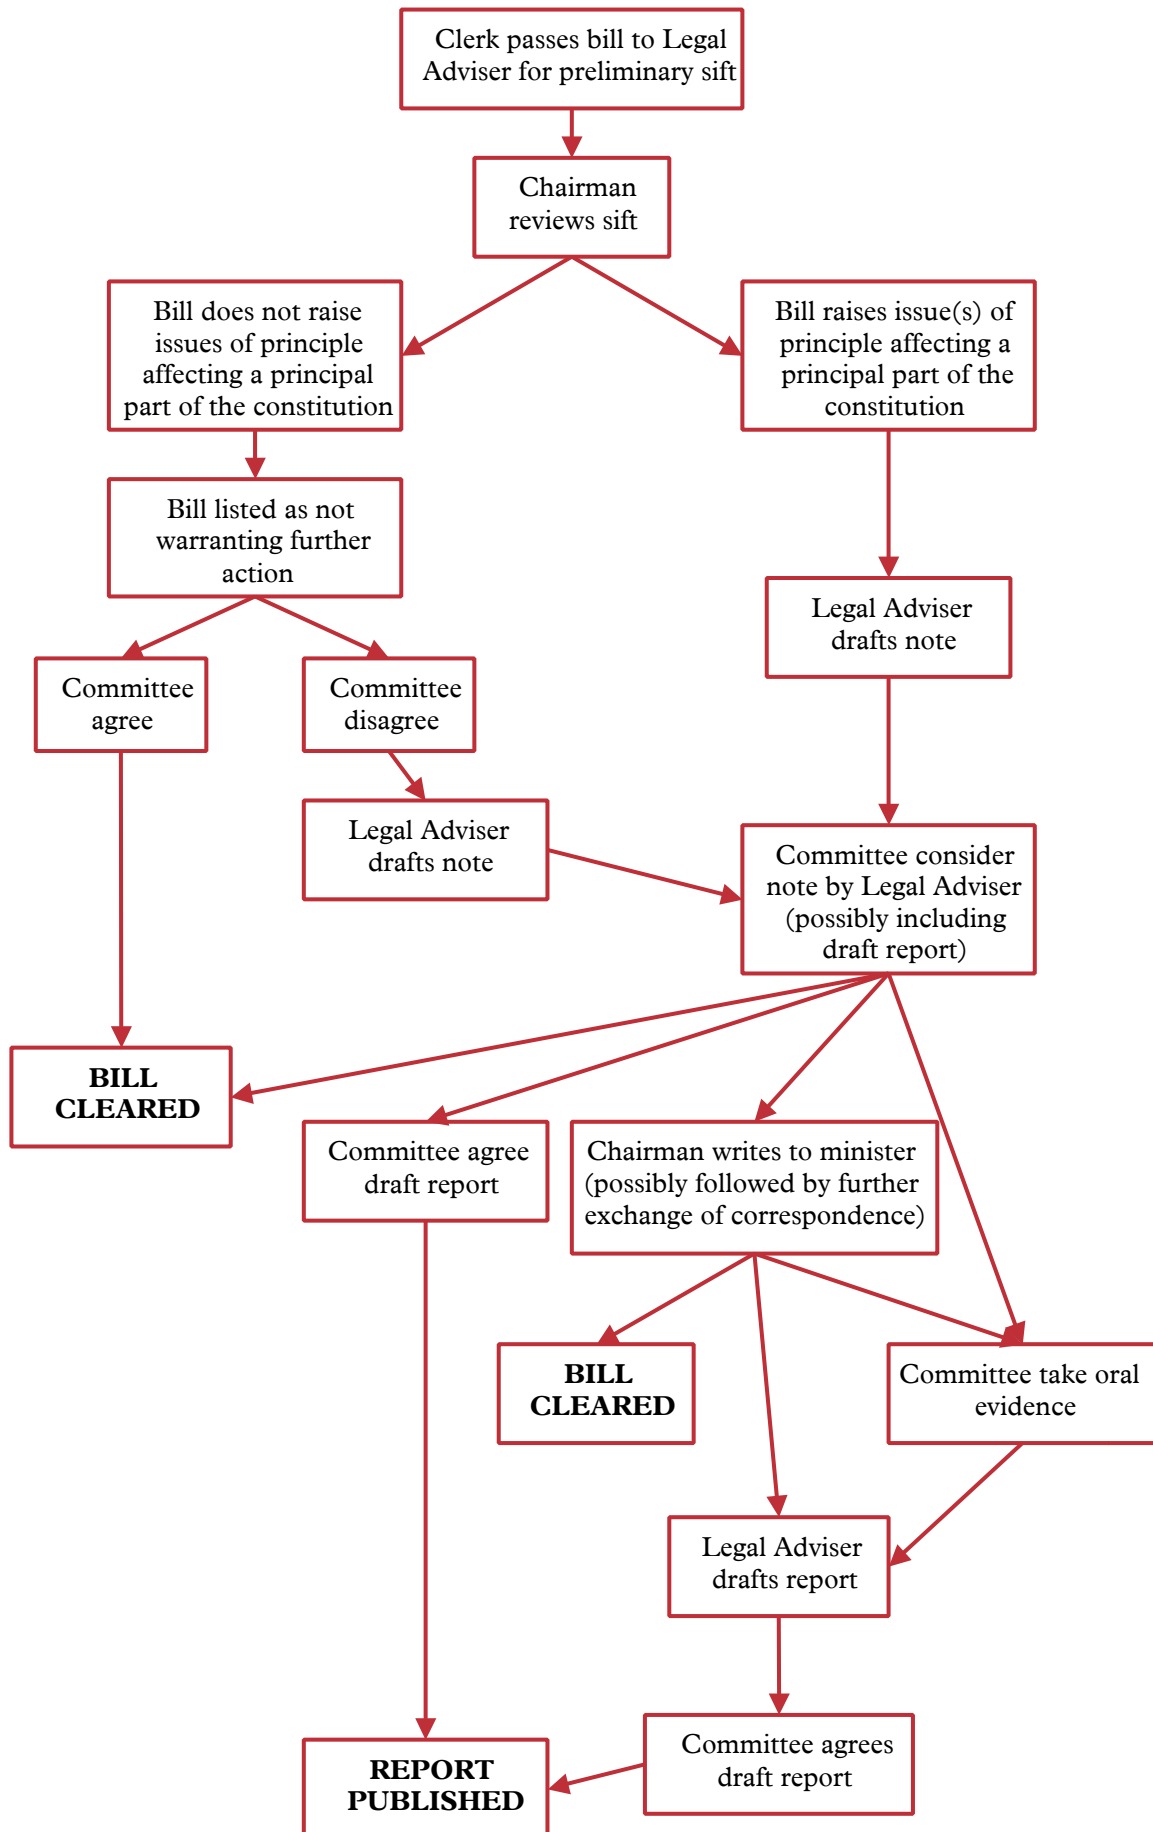 Clerk passes bill to Legal
Adviser for preliminary sift
Chairman
reviews sift
Bill does not raise
issues of principle
affecting a principal
part of the constitution
Bill raises issue(s) of
principle affecting a
principal part of the
constitution
Bill listed as not
warranting further
action
Legal Adviser
drafts note
Committee
agree
Committee
disagree
Legal Adviser
drafts note
Committee consider
note by Legal Adviser
(possibly including
draft report)
BILL
CLEARED
Committee agree
draft report
Chairman writes to minister
(possibly followed by further
exchange of correspondence)
BILL
CLEARED
Committee take oral
evidence
Legal Adviser
drafts report
Committee agrees
draft report
REPORT
PUBLISHED